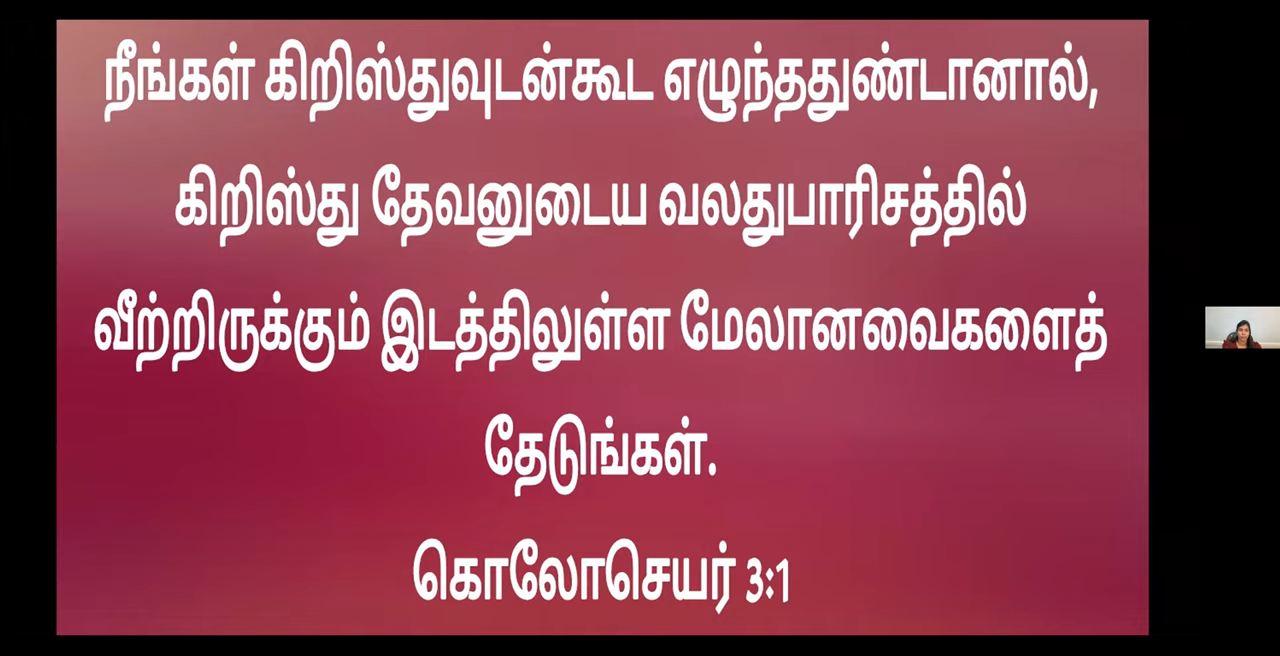 நீங்கள் கிறிஸ்துவுடன்கூட எழுந்ததுண்டானால்,
கிறிஸ்து தேவனுடைய வலதுபாரிசத்தில்
வீற்றிருக்கும் இடத்திலுள்ள மேலானவைகளைத்
தேடுங்கள்.
கொலோசெயர் 3:1